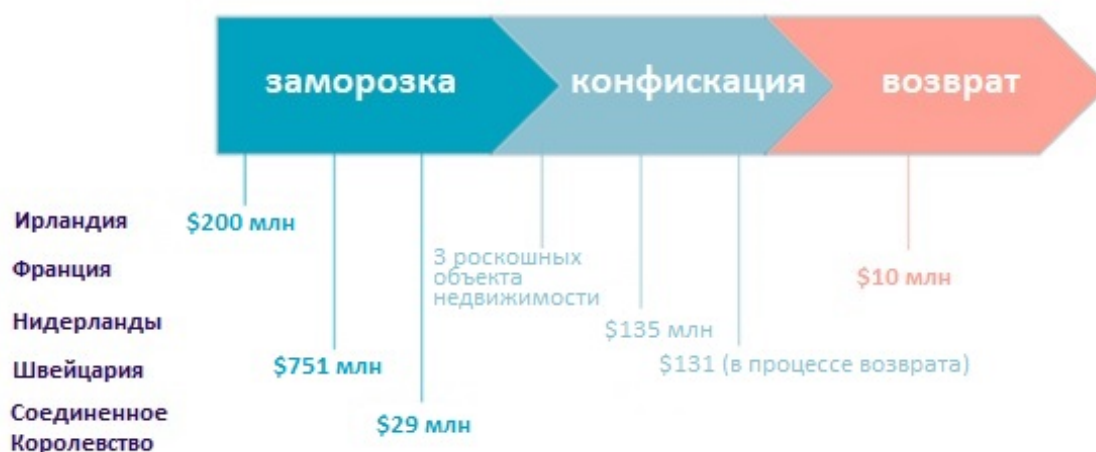 заморозка конфискация возврат
Ирландия $200 млн
3 роскошных
объекта
недвижимости
Франция $10 млн
Нидерланды $135 млн
Швейцария $751 млн $131 (в процессе возврата)
Соединенное
Королевство
$29 млн